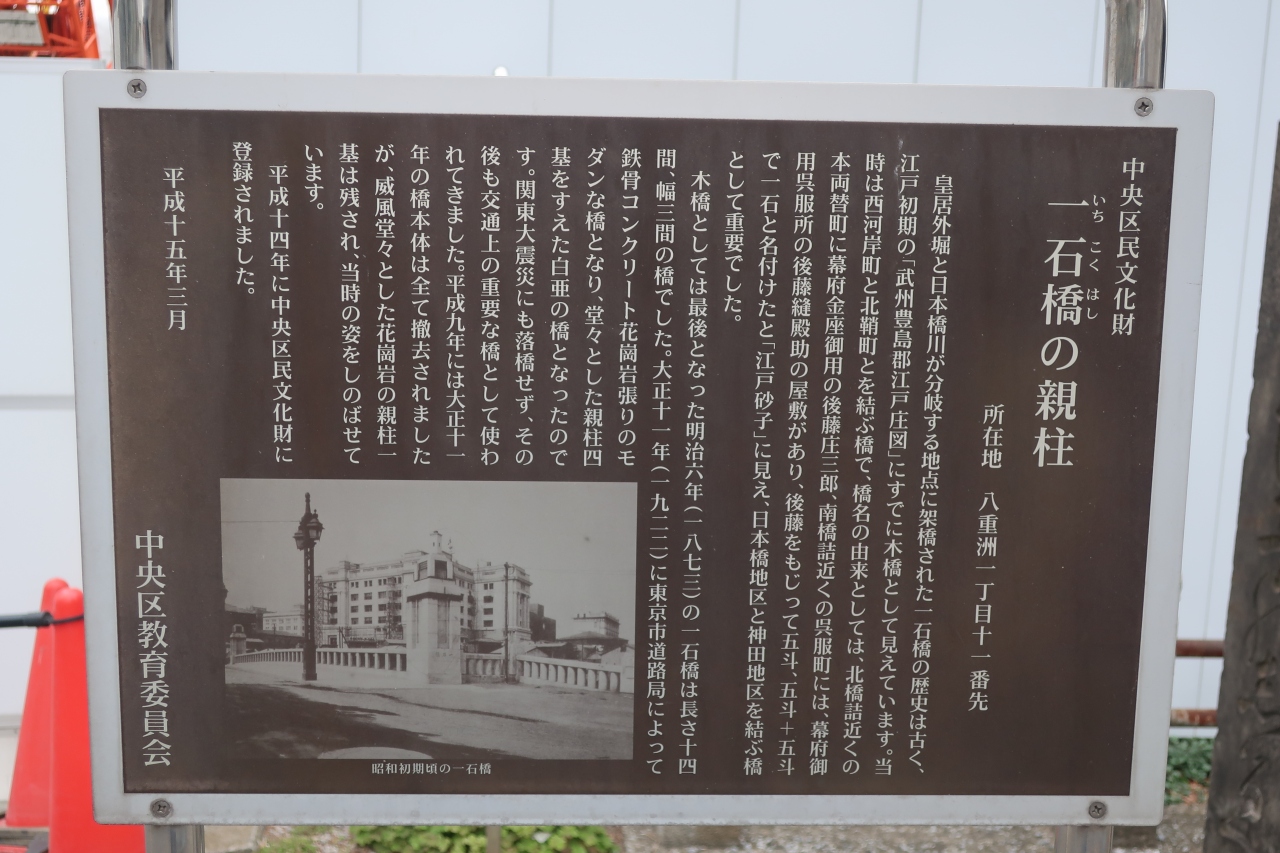 中央区民文化財
一石橋の親柱
いち こく はし
所在地 八重洲一丁目十一番先
皇居外堀と日本橋川が分岐する地点に架橋された一石橋の歴史は古く、
江戸初期の「武州豊島郡江戸庄図」にすでに木橋として見えています。当
時は西河岸町と北鞘町とを結ぶ橋で、橋名の由来としては、北橋詰近くの
本両替町に幕府金座御用の後藤庄三郎、南橋詰近くの呉服町には、幕府御
用呉服所の後藤縫殿助の屋敷があり、後藤をもじって五斗、五斗+五斗
で一石と名付けたと「江戸砂子」に見え、日本橋地区と神田地区を結ぶ橋
として重要でした。
木橋としては最後となった明治六年(一八七三)の一石橋は長さ十四
間、幅三間の橋でした。大正十一年(一九二二)に東京市道路局によって
鉄骨コンクリート花崗岩張りのモ
ダンな橋となり、堂々とした親柱四
基をすえた白亜の橋となったので
す。関東大震災にも落橋せず、その
後も交通上の重要な橋として使わ
れてきました。平成九年には大正十一
年の橋本体は全て撤去されました
が、威風堂々とした花崗岩の親柱一
基は残され、当時の姿をしのばせて
います。
平成十四年に中央区民文化財に
登録されました。
平成十五年三月
中央区教育委員会
昭和初期頃の一石橋